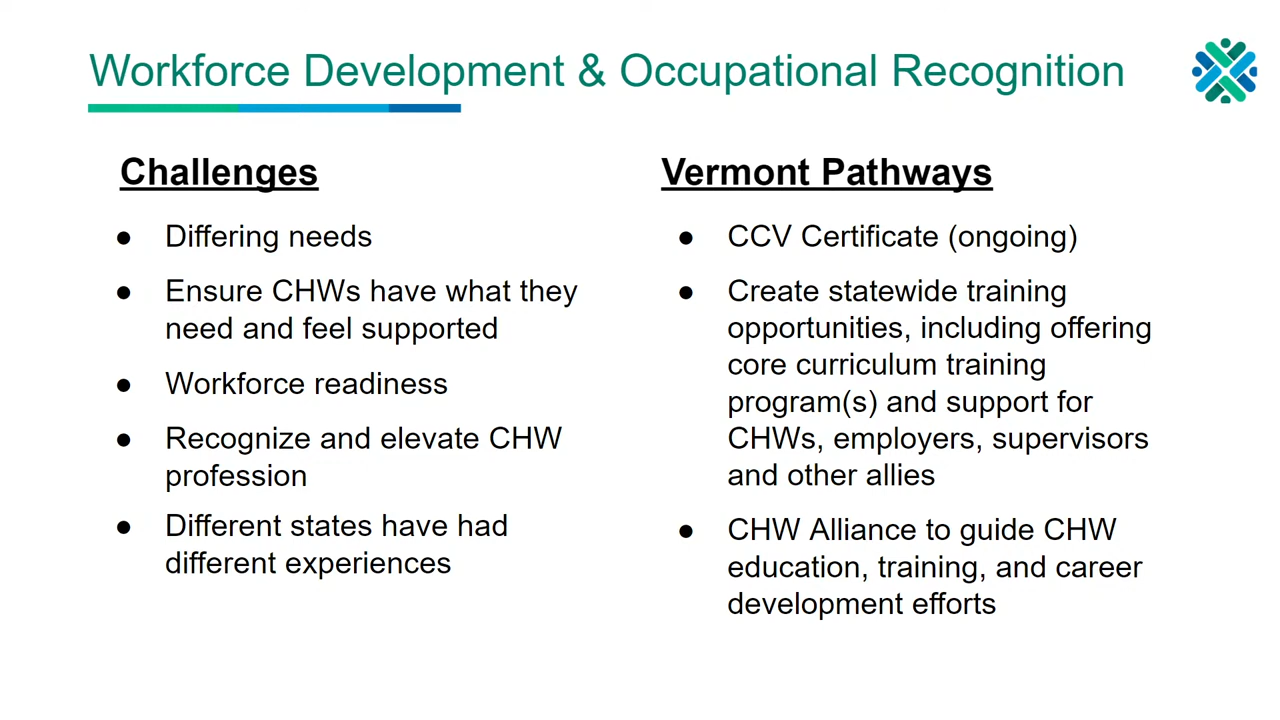 Workforce Development & Occupational Recognition
Challenges
● Differing needs
● Ensure CHWs have what they
need and feel supported
● Workforce readiness
● Recognize and elevate CHW
profession
● Different states have had
different experiences
Vermont Pathways
● CCV Certificate (ongoing)
● Create statewide training
opportunities, including offering
core curriculum training
program(s) and support for
CHWs, employers, supervisors
and other allies
● CHW Alliance to guide CHW
education, training, and career
development efforts